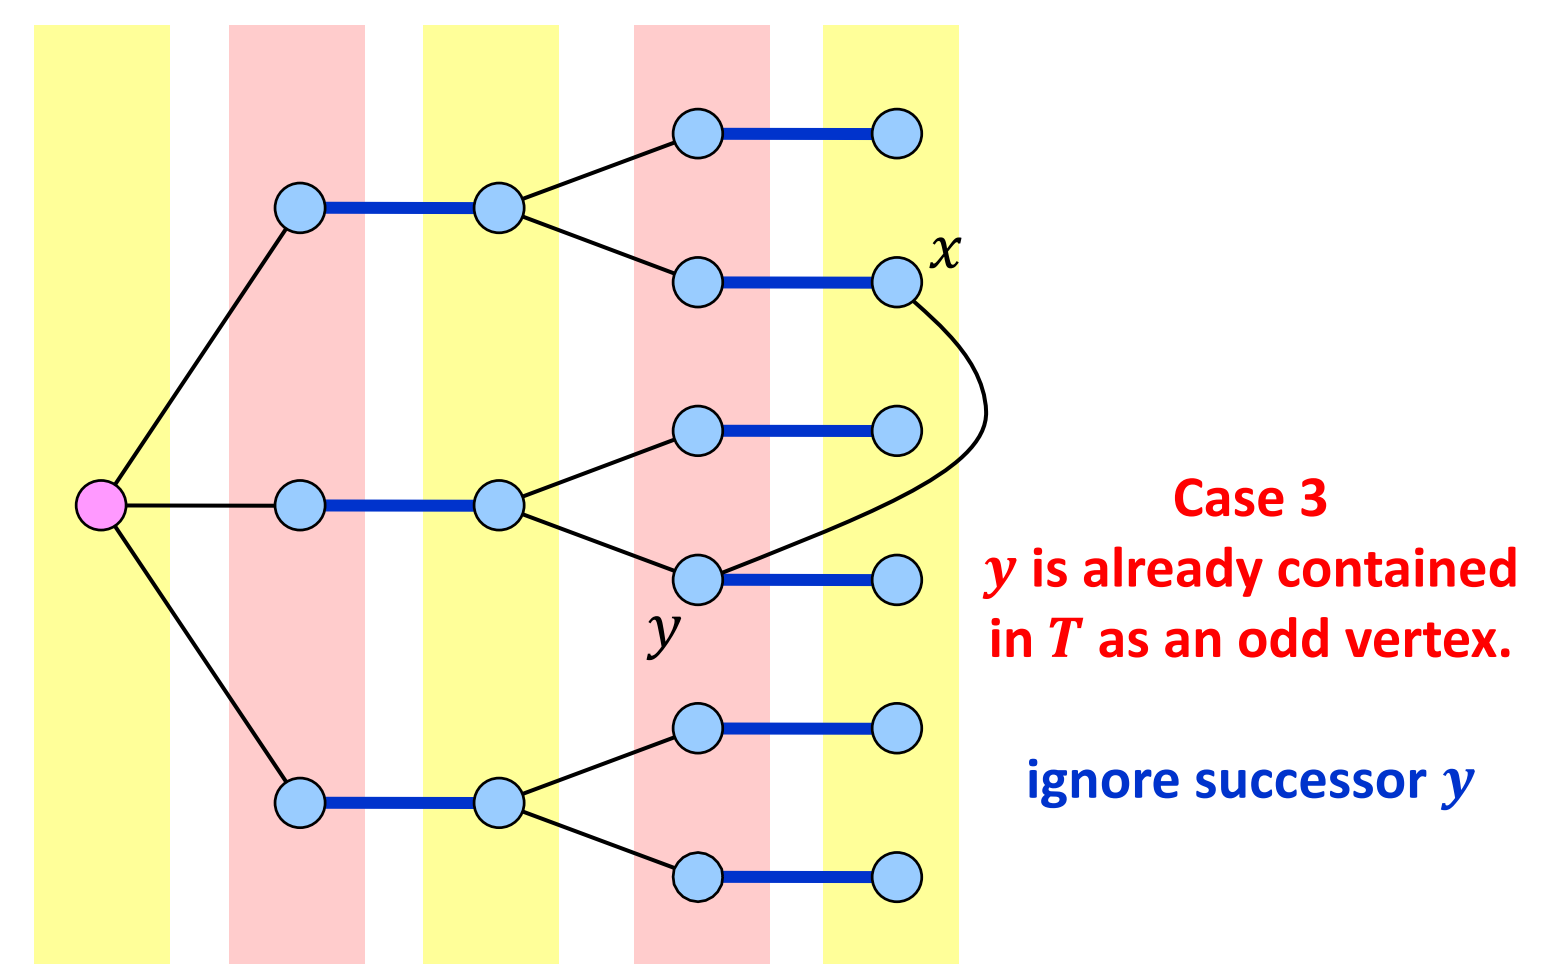 x
y
Case 3
y is already contained
in T as an odd vertex.
ignore successor y